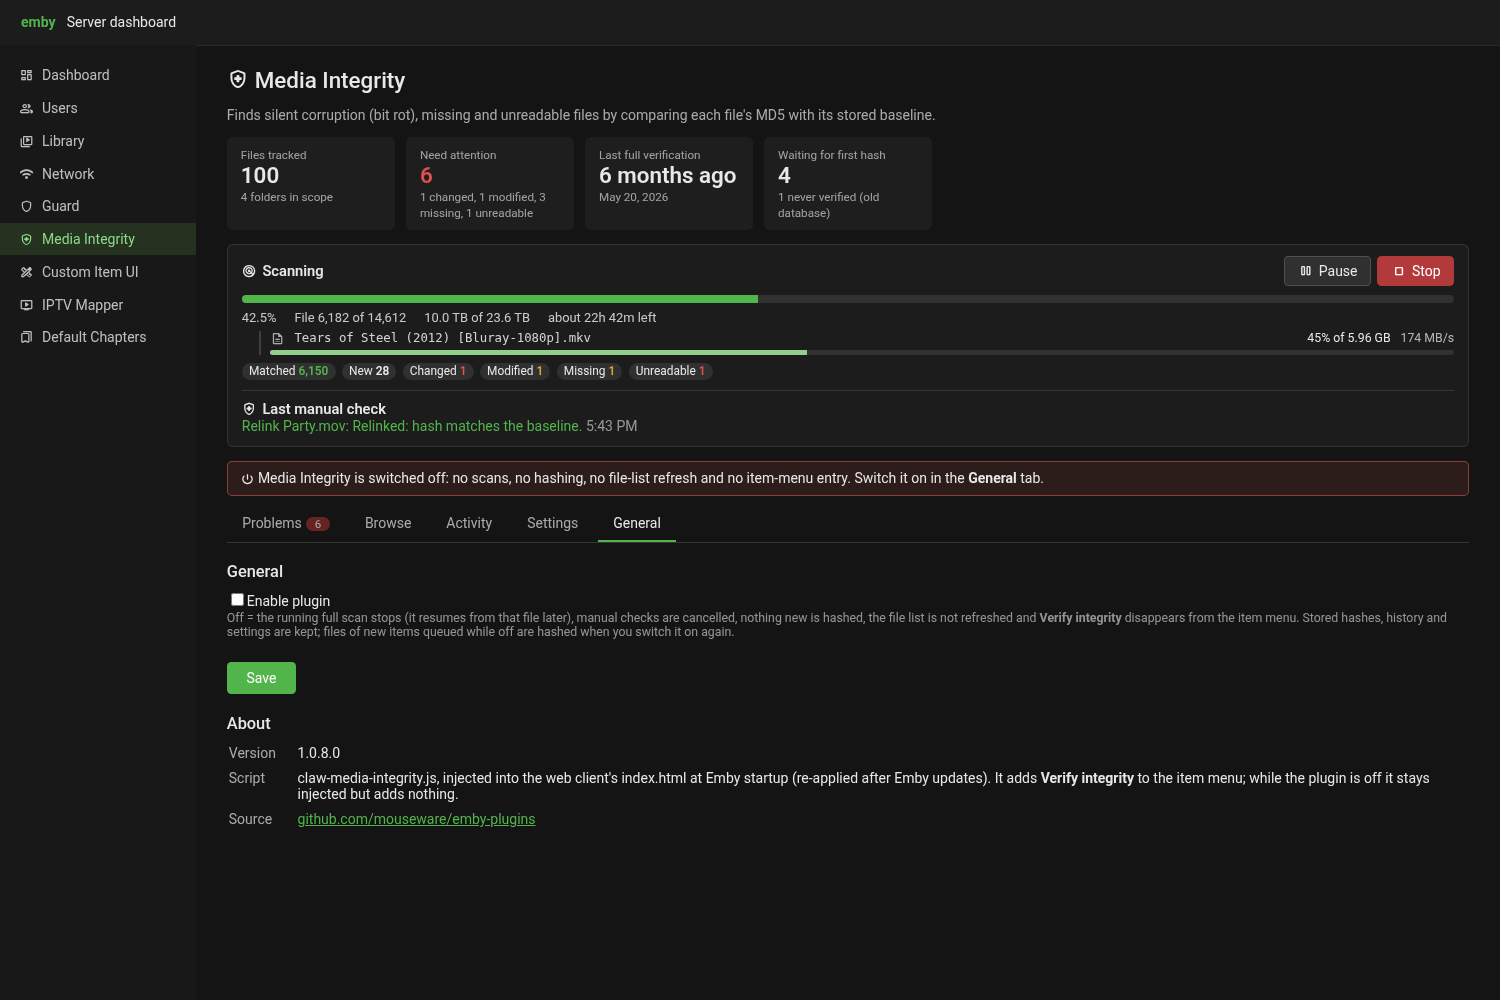 emby Server dashboard
Dashboard
Users
Library
Network
Guard
Media Integrity
Custom Item UI
IPTV Mapper
Default Chapters
Media Integrity
Finds silent corruption (bit rot), missing and unreadable files by comparing each file's MD5 with its stored baseline.
Files tracked
100
4 folders in scope
Need attention
6
1 changed, 1 modified, 3
missing, 1 unreadable
Last full verification
6 months ago
May 20, 2026
Waiting for first hash
4
1 never verified (old
database)
Scanning
Pause
Stop
42.5% File 6,182 of 14,612 10.0 TB of 23.6 TB about 22h 42m left
Tears of Steel (2012) [Bluray-1080p].mkv 45% of 5.96 GB 174 MB/s
Matched 6,150 New 28 Changed 1 Modified 1 Missing 1 Unreadable 1
Last manual check
Relink Party.mov: Relinked: hash matches the baseline. 5:43 PM
Media Integrity is switched off: no scans, no hashing, no file-list refresh and no item-menu entry. Switch it on in the General tab.
Problems 6 Browse Activity Settings General
General
Enable plugin
Off = the running full scan stops (it resumes from that file later), manual checks are cancelled, nothing new is hashed, the file list is not refreshed and Verify integrity disappears from the item menu. Stored hashes, history and
settings are kept; files of new items queued while off are hashed when you switch it on again.
Save
About
Version 1.0.8.0
Script claw-media-integrity.js, injected into the web client's index.html at Emby startup (re-applied after Emby updates). It adds Verify integrity to the item menu; while the plugin is off it stays
injected but adds nothing.
Source github.com/mouseware/emby-plugins